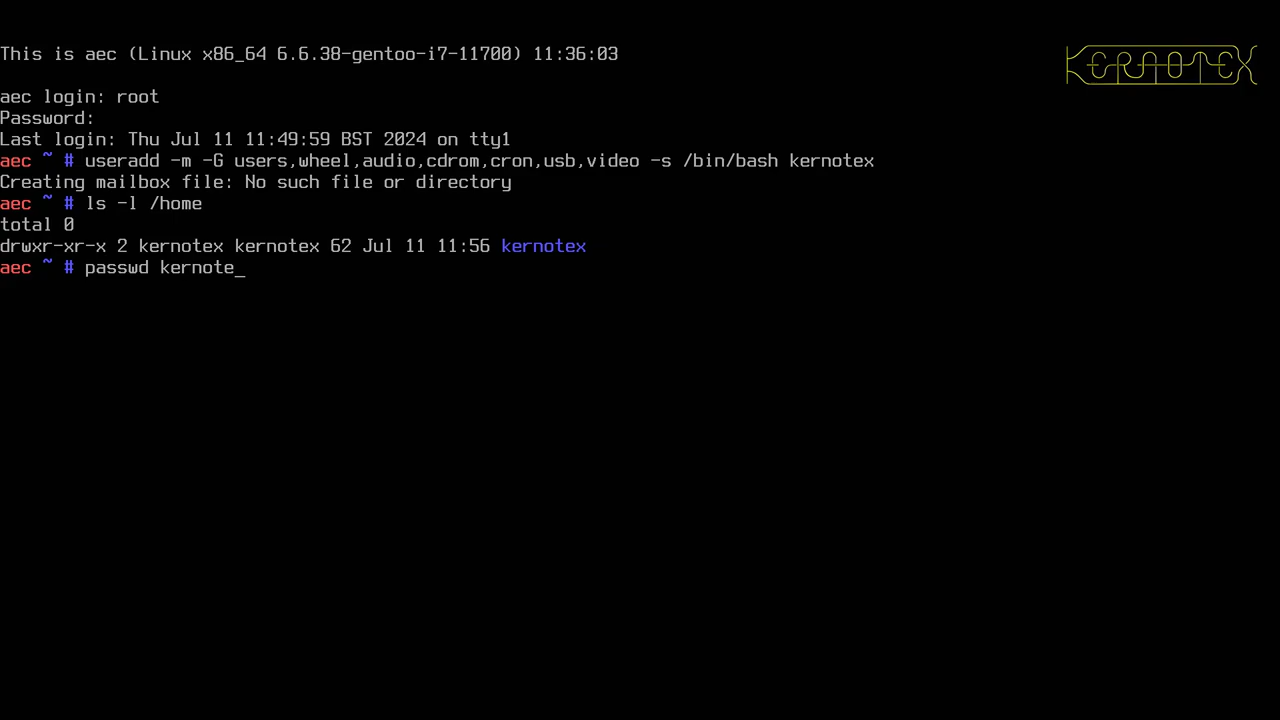 This is aec (Linux x86_64 6.6.38-gentoo-i7-11700) 11:36:03
KERNOTEX
aec login: root
Password:
Last login: Thu Jul 11 11:49:59 BST 2024 on tty1
aec ~ # useradd -m -G users,wheel,audio,cdrom,cron,usb,video -s /bin/bash kernotex
Creating mailbox file: No such file or directory
aec ~ # ls -l /home
total 0
drwxr-xr-x 2 kernotex kernotex 62 Jul 11 11:56 kernotex
aec ~ # passwd kernote_